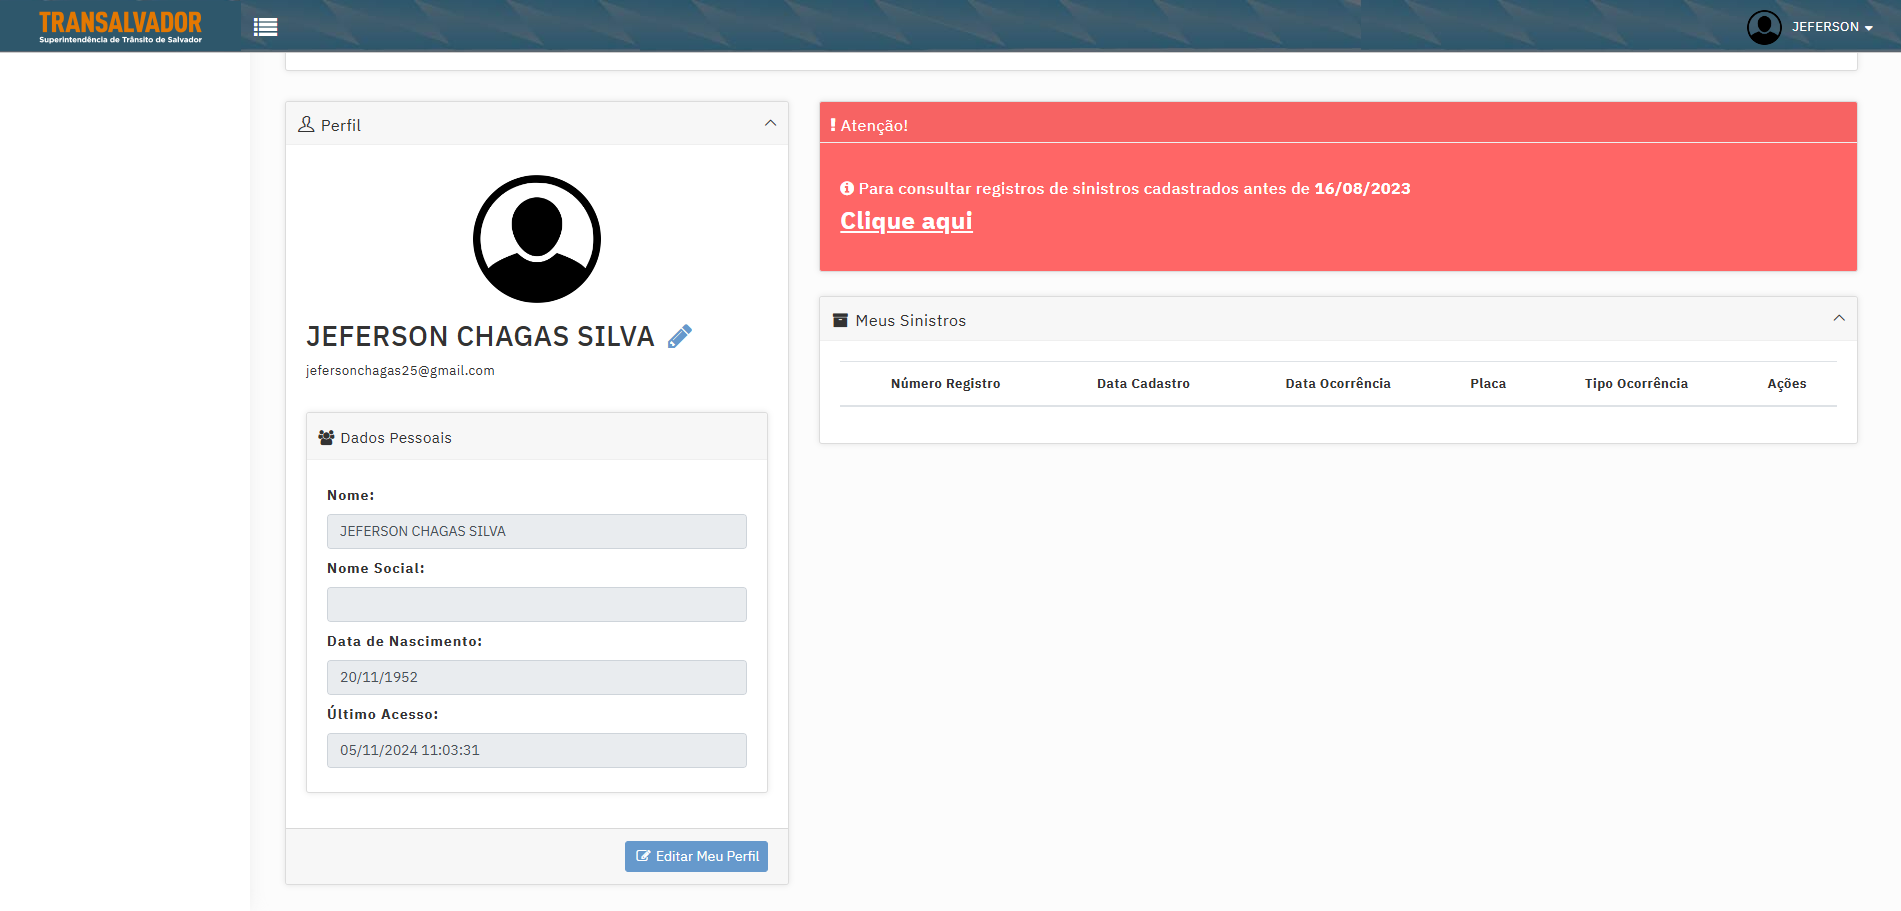 TRANSALVADOR
Superintendência de Trânsito de Salvador
JEFERSON
Perfil
JEFERSON CHAGAS SILVA
jefersonchagas25@gmail.com
Dados Pessoais
Nome:
JEFERSON CHAGAS SILVA
Nome Social:
Data de Nascimento:
20/11/1952
Último Acesso:
05/11/2024 11:03:31
Editar Meu Perfil
Atenção!
Para consultar registros de sinistros cadastrados antes de 16/08/2023
Clique aqui
Meus Sinistros
Número Registro Data Cadastro Data Ocorrência Placa Tipo Ocorrência Ações